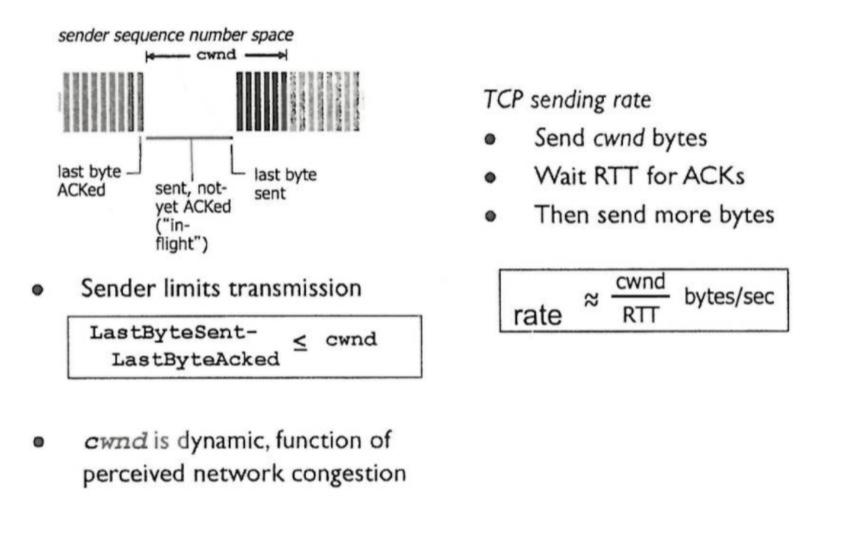 sender sequence number space
cwnd
last byte
ACKed
sent, not-
yet ACKed
("in-
flight")
last byte
sent
• Sender limits transmission
LastByteSent-
LastByteAcked
≤ cwnd
• cwnd is dynamic, function of
perceived network congestion
TCP sending rate
• Send cwnd bytes
• Wait RTT for ACKs
• Then send more bytes
rate ≈ cwnd
RTT
bytes/sec